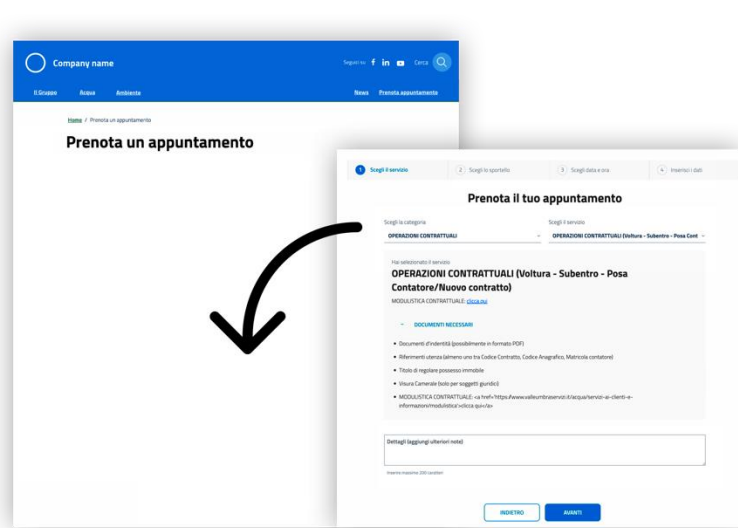 Company name
Seguici su
Cerca
Il Gruppo Acqua Ambiente
News Prenota appuntamento
Home / Prenota un appuntamento
Prenota un appuntamento
1 Scegli il servizio 2 Scegli lo sportello 3 Scegli data e ora 4 Inserisci i dati
Prenota il tuo appuntamento
Scegli la categoria
Scegli il servizio
OPERAZIONI CONTRATTUALI
OPERAZIONI CONTRATTUALI (Voltura - Subentro - Posa Cont
Hai selezionato il servizio
OPERAZIONI CONTRATTUALI (Voltura - Subentro - Posa
Contatore/Nuovo contratto)
MODULISTICA CONTRATTUALE: clicca qui
DOCUMENTI NECESSARI
• Documenti d'indentità (possibilmente in formato PDF)
• Riferimenti utenza (almeno uno tra Codice Contratto, Codice Anagrafico, Matricola contatore)
• Titolo di regolare possesso immobile
• Visura Camerale (solo per soggetti giuridici)
• MODULISTICA CONTRATTUALE: <a href='https://www.valleumbraservizi.it/acqua/servizi-ai-clienti-e-
informazioni/modulistica'>clicca qui</a>
Dettagli (aggiungi ulteriori note)
Inserire massimo 200 caratteri
INDIETRO AVANTI